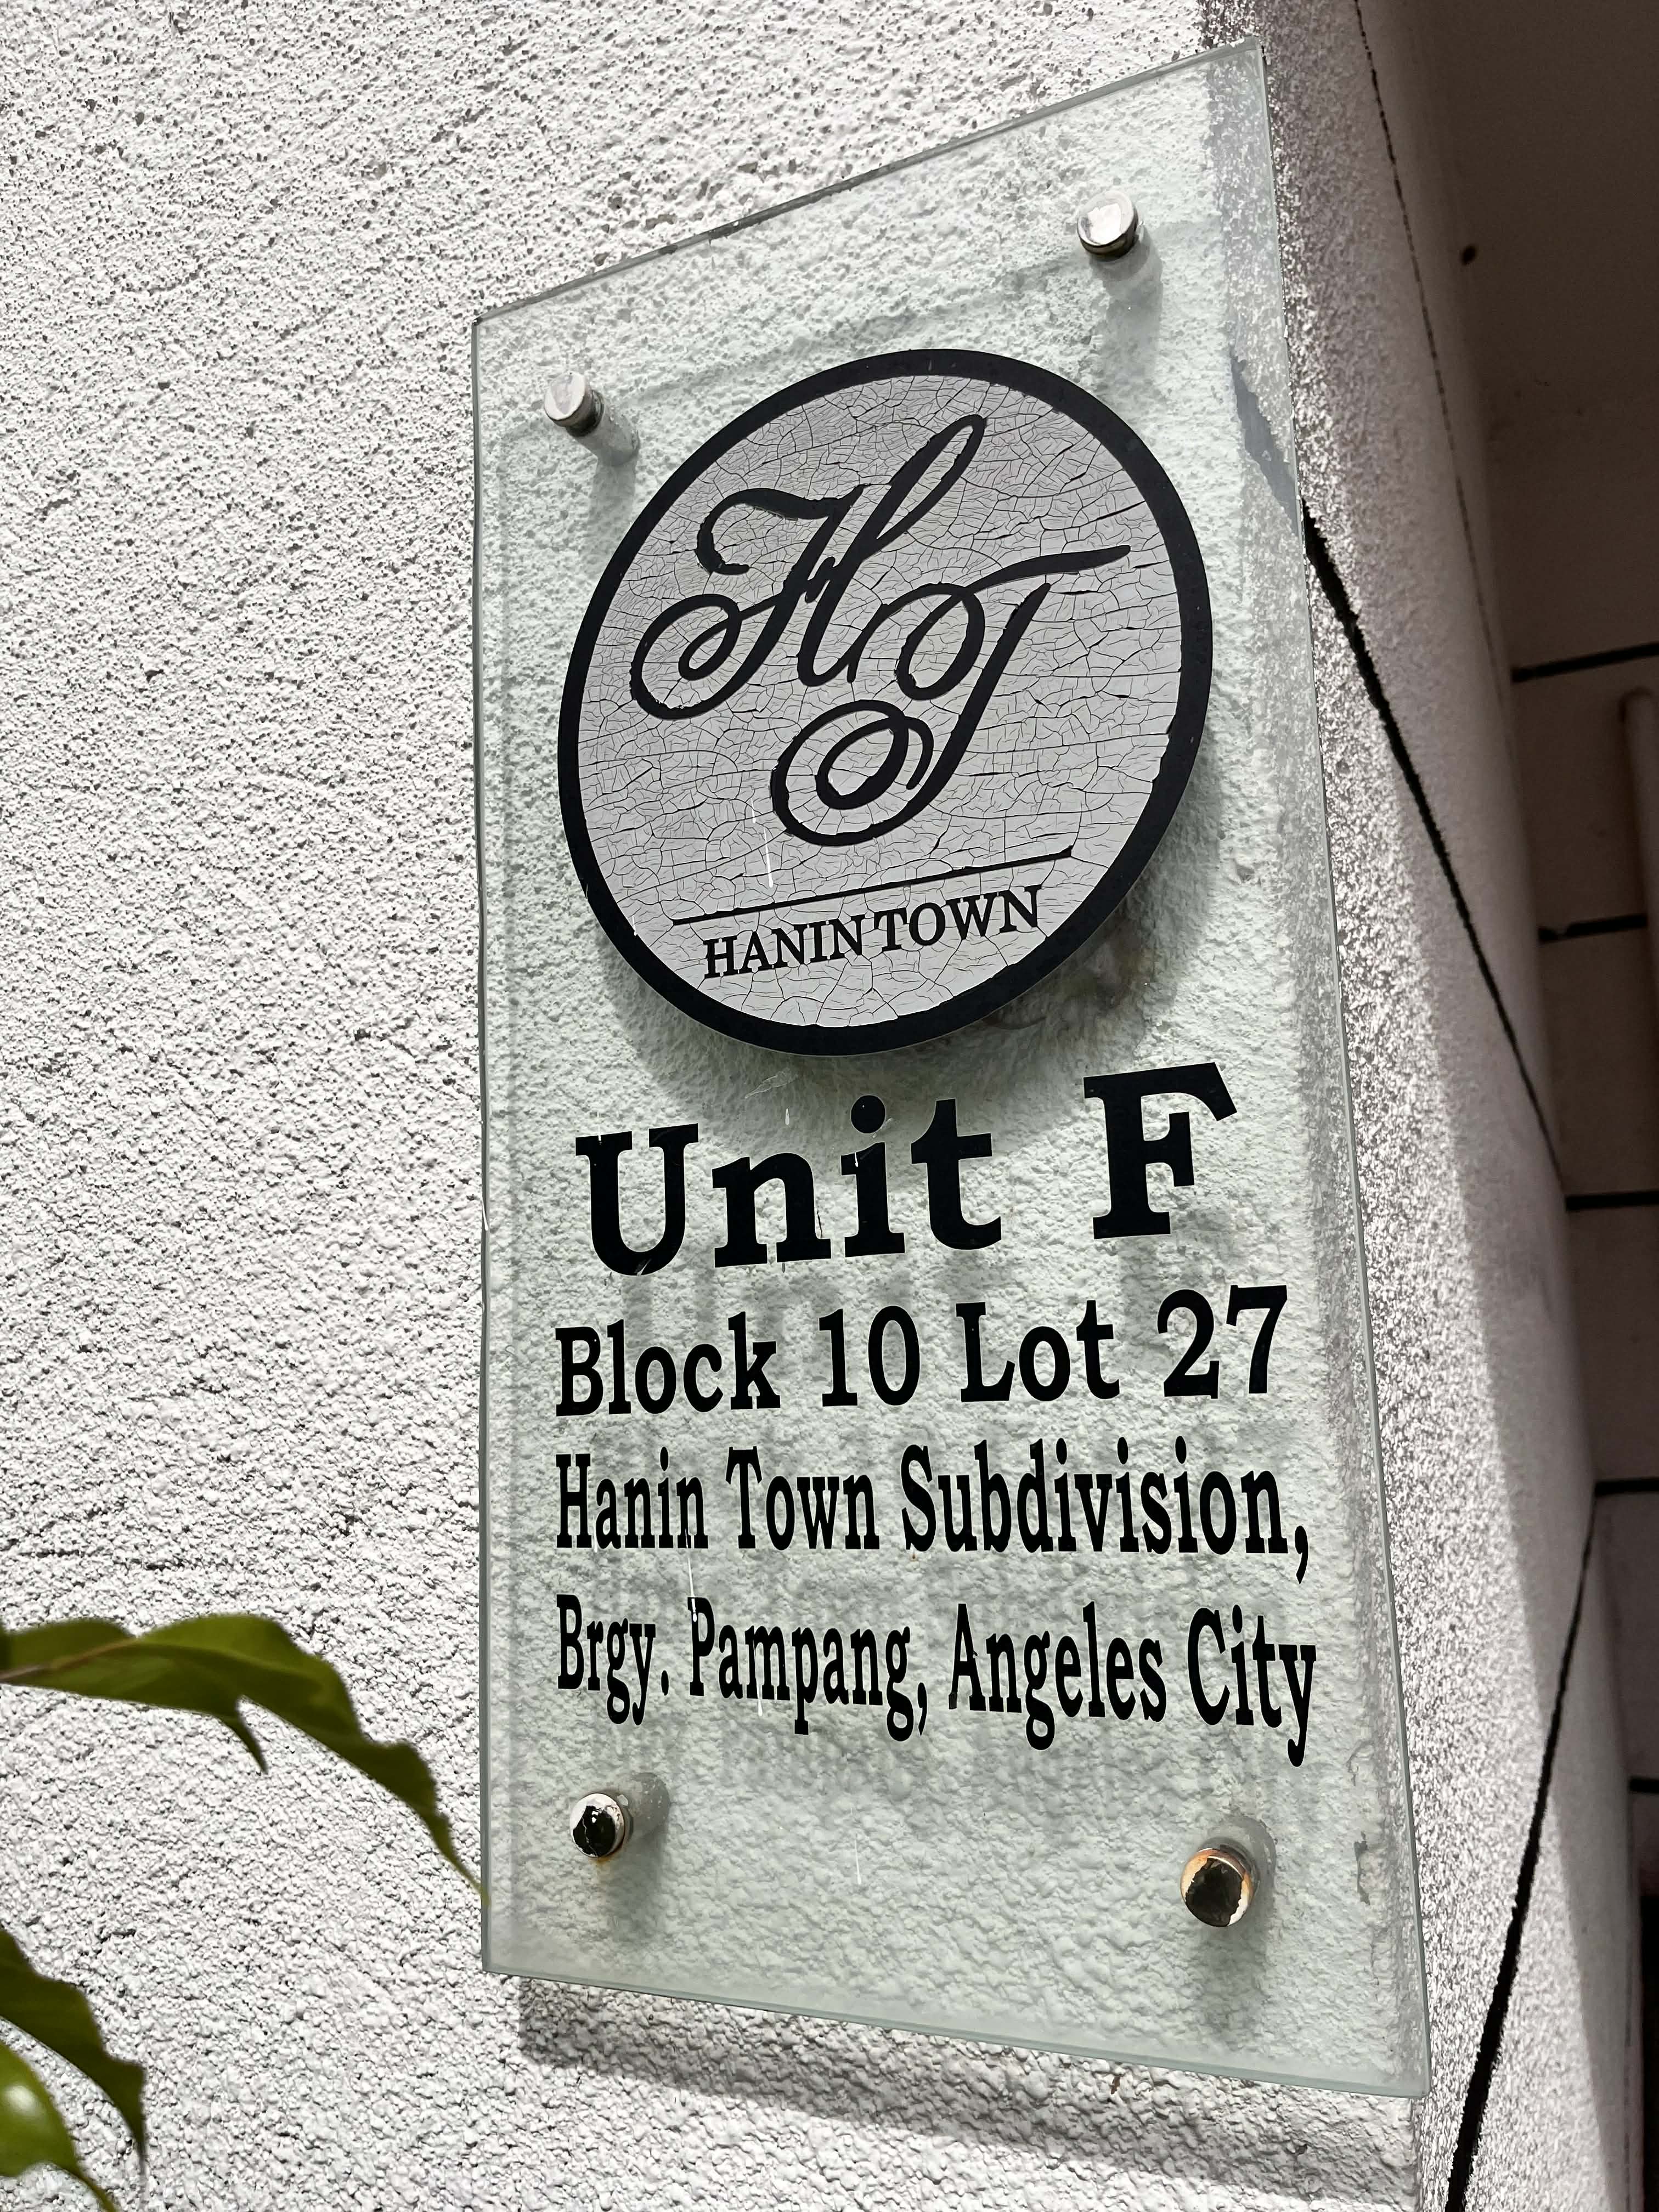 HT
HANIN TOWN
Unit F
Block 10 Lot 27
Hanin Town Subdivision,
Brgy. Pampang, Angeles City